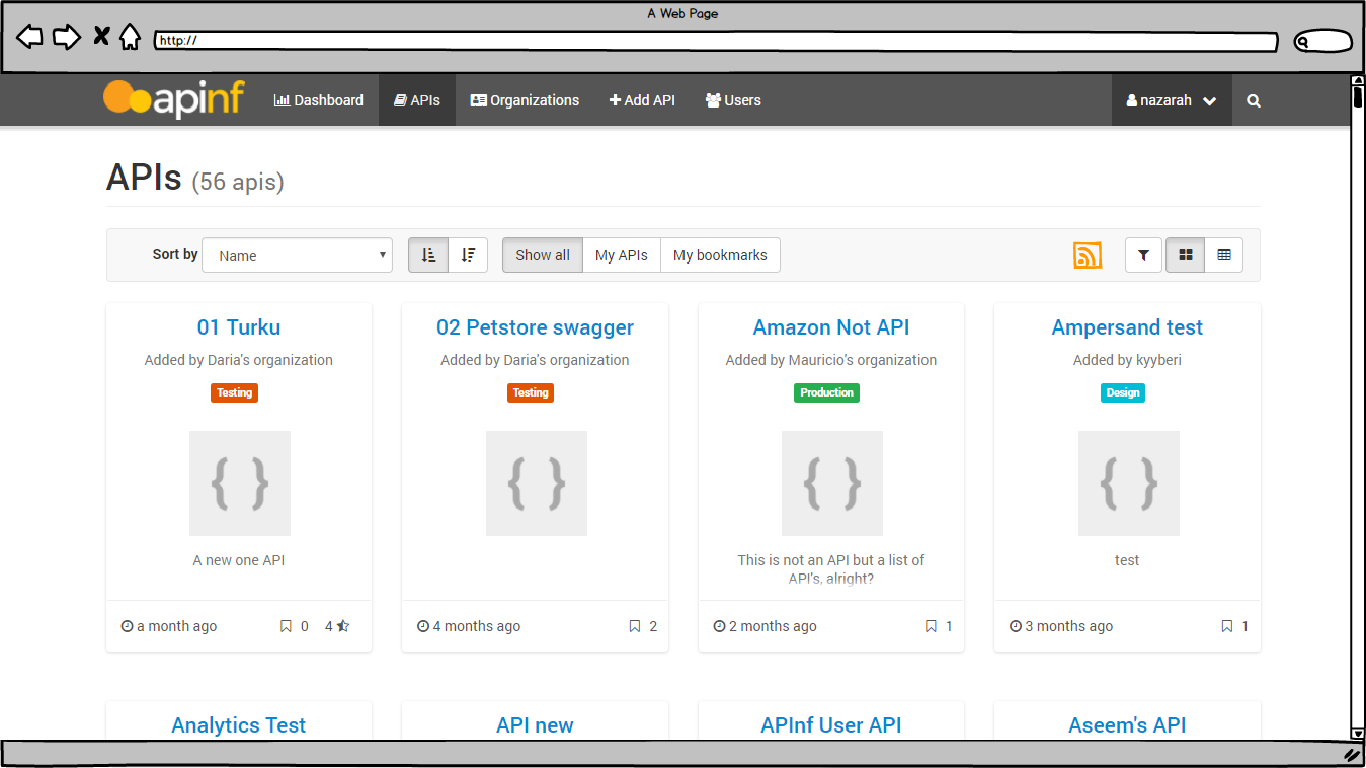 A Web Page
http://
apinf Dashboard APIs Organizations Add API Users nazarah
APIs (56 apis)
Sort by Name Show all My APIs My bookmarks
01 Turku 02 Petstore swagger Amazon Not API Ampersand test
Added by Daria's organization Added by Daria's organization Added by Mauricio's organization Added by kyyberi
Testing Testing Production Design
{ } { } { } { }
A new one API This is not an API but a list of test
API's, alright?
a month ago 0 4 4 months ago 2 2 months ago 1 3 months ago 1
Analytics Test API new APInf User API Aseem's API